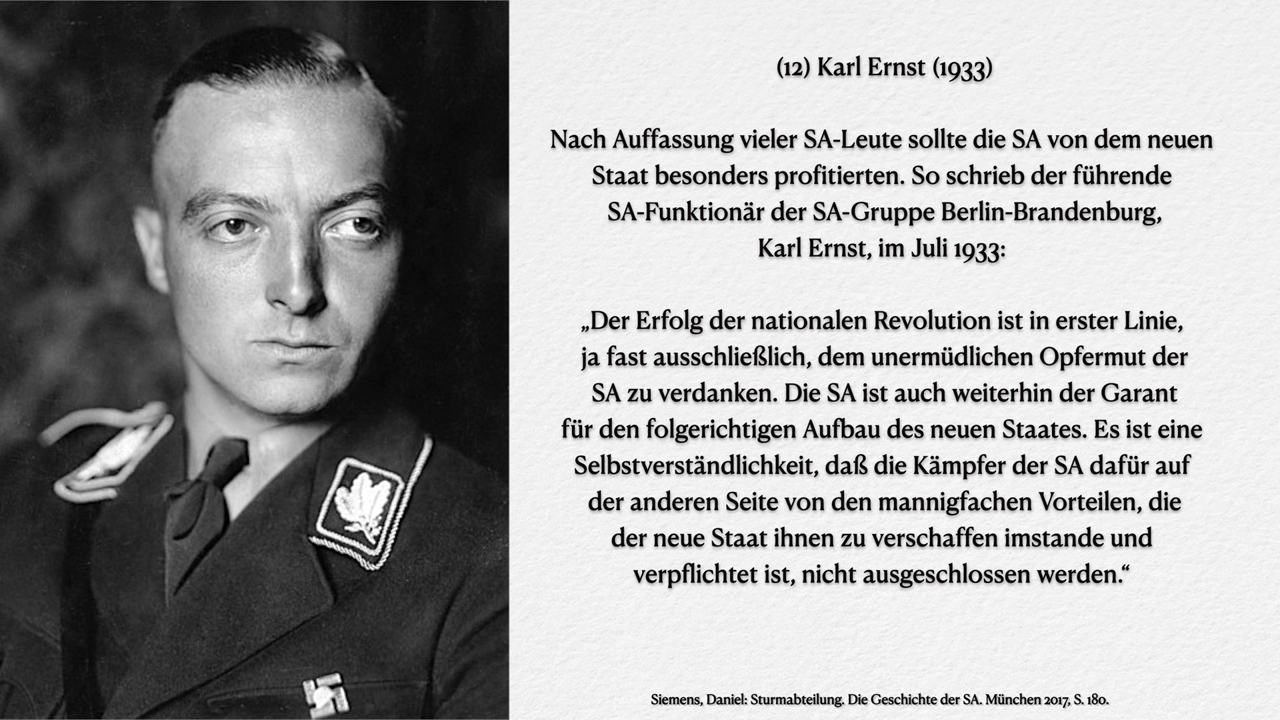 (12) Karl Ernst (1933)
Nach Auffassung vieler SA-Leute sollte die SA von dem neuen
Staat besonders profitierten. So schrieb der führende
SA-Funktionär der SA-Gruppe Berlin-Brandenburg,
Karl Ernst, im Juli 1933:
„Der Erfolg der nationalen Revolution ist in erster Linie,
ja fast ausschließlich, dem unermüdlichen Opfermut der
SA zu verdanken. Die SA ist auch weiterhin der Garant
für den folgerichtigen Aufbau des neuen Staates. Es ist eine
Selbstverständlichkeit, daß die Kämpfer der SA dafür auf
der anderen Seite von den mannigfachen Vorteilen, die
der neue Staat ihnen zu verschaffen imstande und
verpflichtet ist, nicht ausgeschlossen werden.“
Siemens, Daniel: Sturmabteilung. Die Geschichte der SA. München 2017, S. 180.